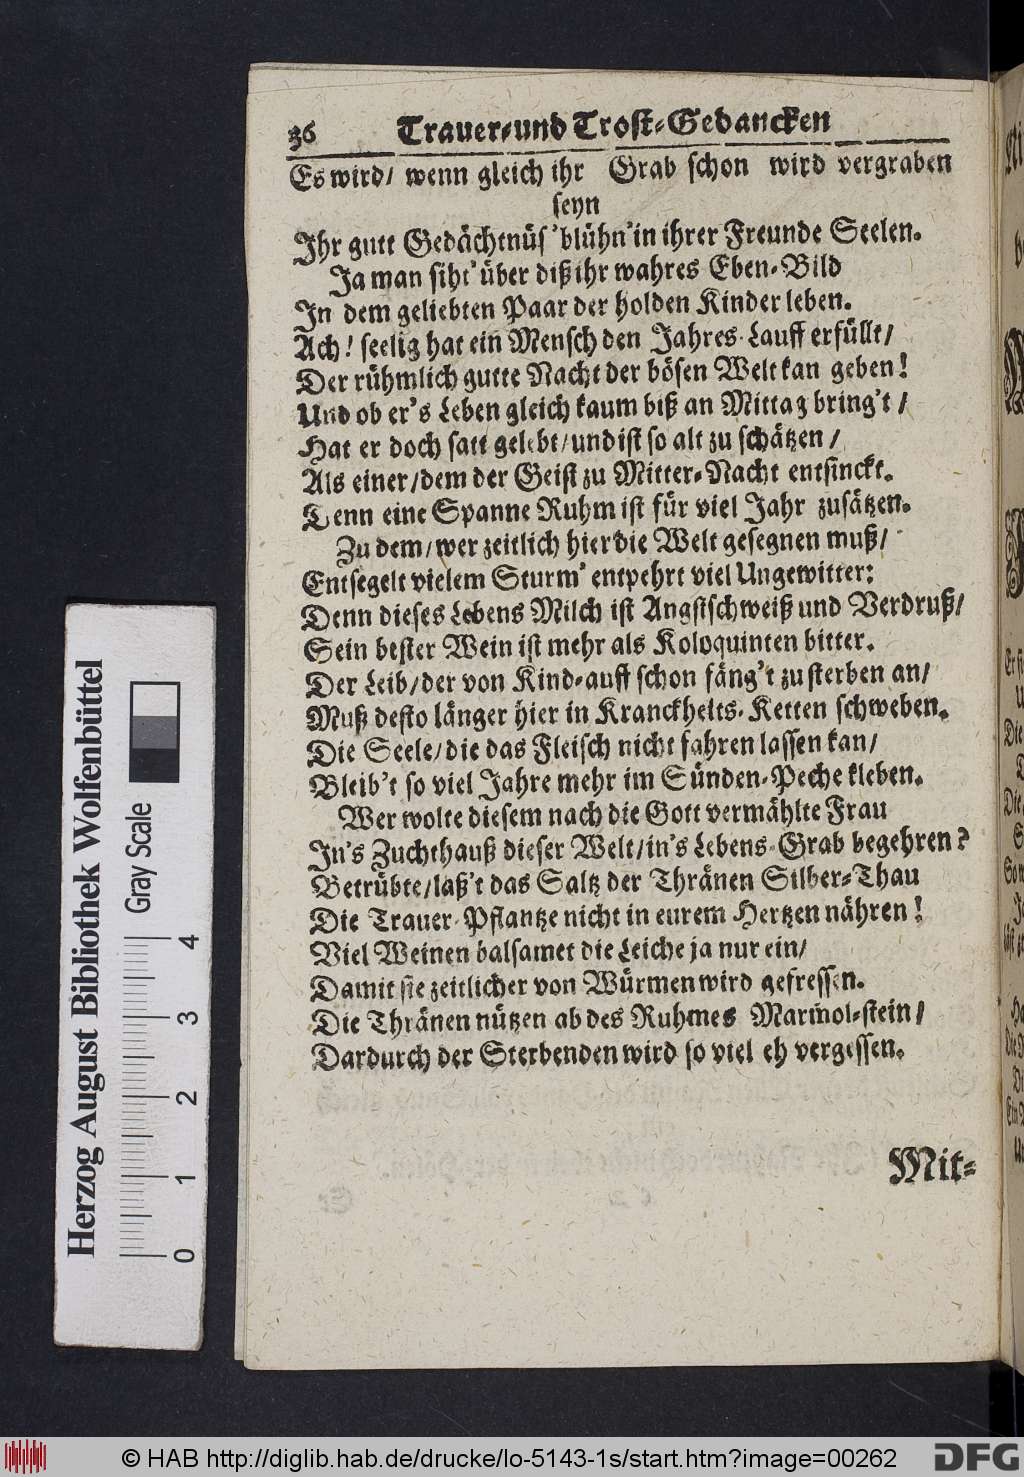 36 Trauer-und Trost-Gedancken
Es wird/ wenn gleich ihr Grab schon wird vergraben
seyn
Ihr gutt Gedächtnüs 'blühn' in ihrer Freunde Seelen.
Ja man siht' über diß ihr wahres Eben-Bild
In dem geliebten Paar der holden Kinder leben.
Ach! seelig hat ein Mensch den Jahres-Lauff erfüllt/
Der rühmlich gutte Nacht der bösen Welt kan geben!
Und ob er's Leben gleich kaum biß an Mittag bring't/
Hat er doch satt gelebt/ und ist so alt zu schätzen/
Als einer/ dem der Geist zu Mitter-Nacht entsinckt.
Denn eine Spanne Ruhm ist für viel Jahr zusätzen.
Zu dem/ wer zeitlich hier die Welt gesegnen muß/
Entsegelt vielem Sturm' entpehrt viel Ungewitter:
Denn dieses Lebens Milch ist Angstschweiß und Verdruß/
Sein bester Wein ist mehr als Koloquinten bitter.
Der Leib/ der von Kind-auff schon fäng't zu sterben an/
Muß desto länger hier in Kranckheits-Ketten schweben.
Die Seele/ die das Fleisch nicht fahren lassen kan/
Bleib't so viel Jahre mehr im Sünden-Peche kleben.
Wer wolte diesem nach die Gott vermählte Frau
In's Zuchthauß dieser Welt/ in's Lebens-Grab begehren?
Betrübte/ laß't das Saltz der Thränen Silber-Thau
Die Trauer-Pflantze nicht in eurem Hertzen nähren!
Viel Weinen balsamet die Leiche ja nur ein/
Damit sie zeitlicher von Würmen wird gefressen.
Die Thränen nützen ab des Ruhmes Marmol-stein/
Dardurch der Sterbenden wird so viel eh vergessen.
Mit-
Herzog August Bibliothek Wolfenbüttel
Gray Scale
0 1 2 3 4
© HAB http://diglib.hab.de/drucke/lo-5143-1s/start.htm?image=00262
DFG